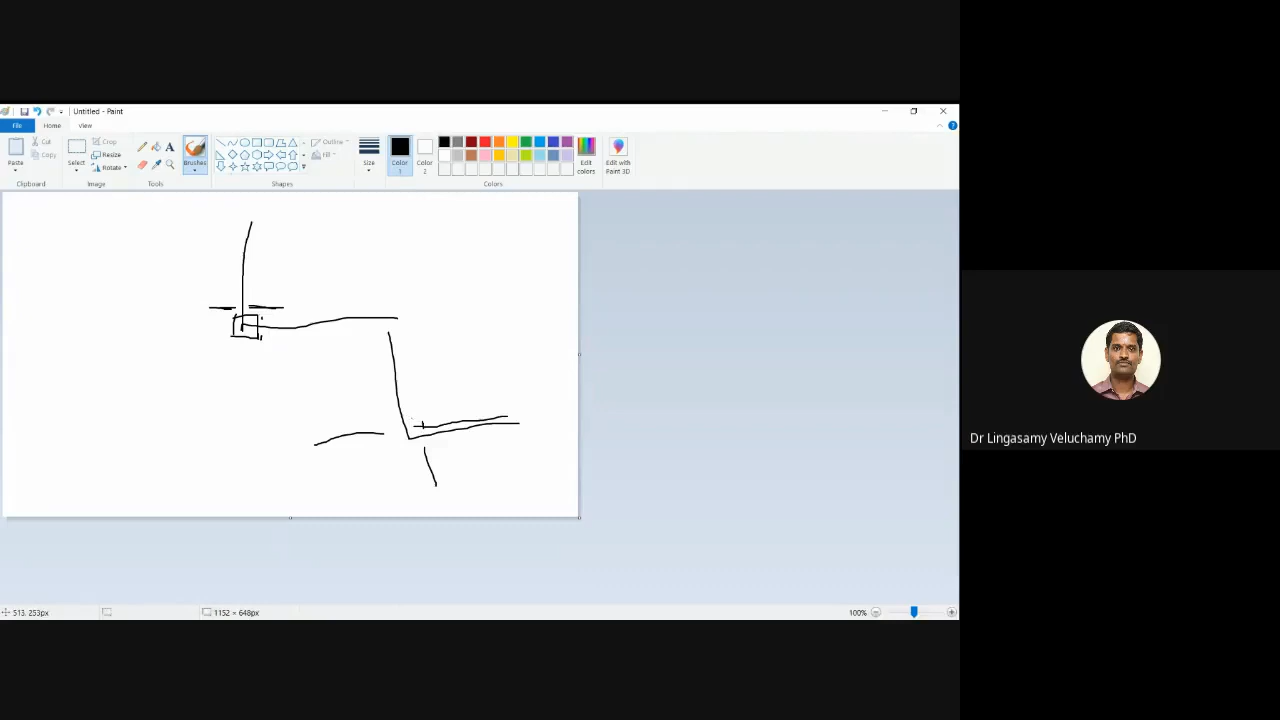 Untitled - Paint
File Home View
Paste
Cut
Copy
Clipboard
Select
Crop
Resize
Rotate
Image
A
Tools
Brushes
Outline
Fill
Shapes
Size
Color 1
Color 2
Edit colors
Colors
Edit with Paint 3D
Dr Lingasamy Veluchamy PhD
513, 253px
1152 × 648px
100%